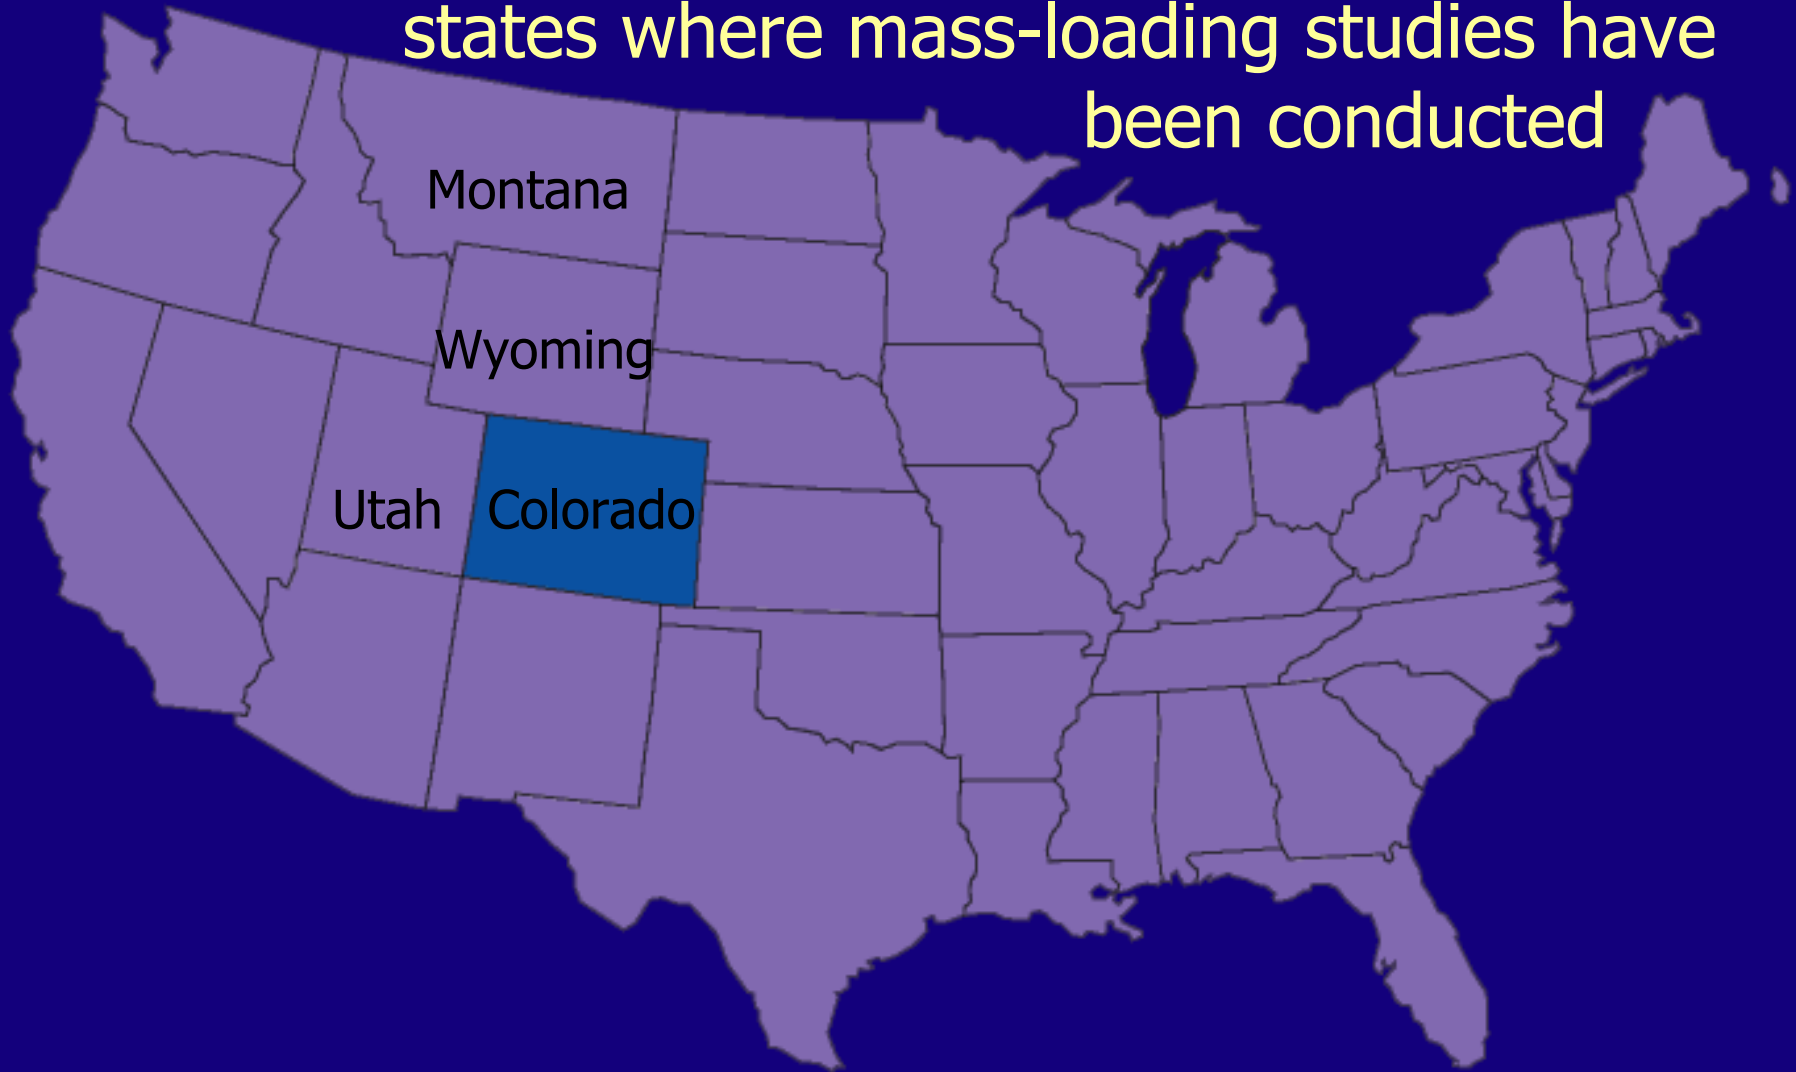 states where mass-loading studies have
been conducted
Montana
Wyoming
Utah Colorado